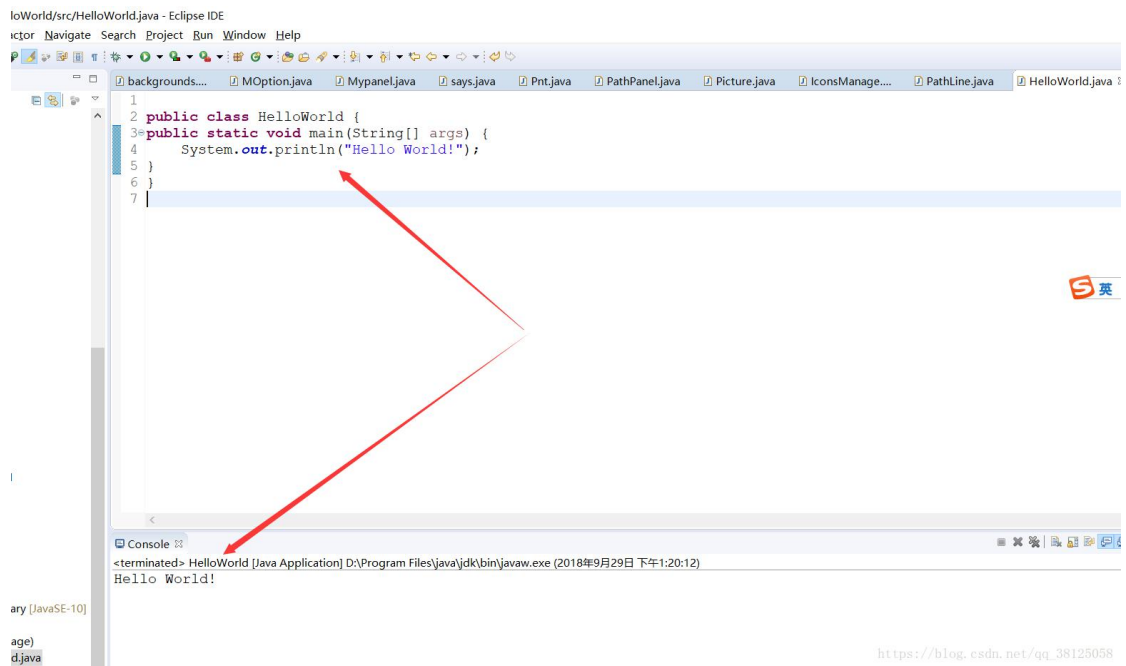 loWorld/src/HelloWorld.java - Eclipse IDE
actor Navigate Search Project Run Window Help
backgrounds.... MOption.java Mypanel.java says.java Pnt.java PathPanel.java Picture.java IconsManage.... PathLine.java HelloWorld.java
1
2 public class HelloWorld {
3 public static void main(String[] args) {
4 System.out.println("Hello World!");
5 }
6 }
7
英
Console
<terminated> HelloWorld [Java Application] D:\Program Files\java\jdk\bin\javaw.exe (2018年9月29日 下午1:20:12)
Hello World!
ary [JavaSE-10]
age)
d.java
https://blog.csdn.net/qq_38125058